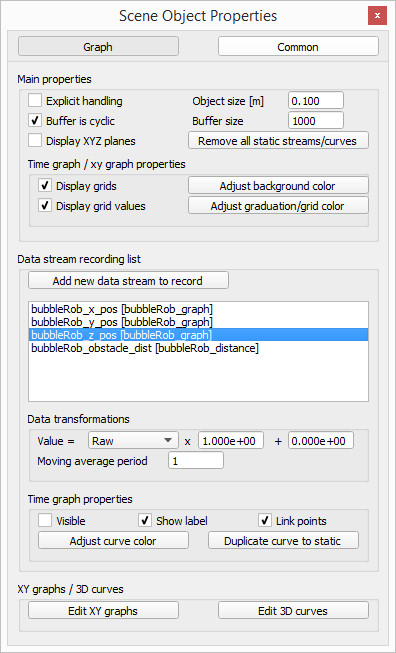 Scene Object Properties
x
Graph Common
Main properties
Explicit handling Object size [m] 0.100
Buffer is cyclic Buffer size 1000
Display XYZ planes Remove all static streams/curves
Time graph / xy graph properties
Display grids Adjust background color
Display grid values Adjust graduation/grid color
Data stream recording list
Add new data stream to record
bubbleRob_x_pos [bubbleRob_graph]
bubbleRob_y_pos [bubbleRob_graph]
bubbleRob_z_pos [bubbleRob_graph]
bubbleRob_obstacle_dist [bubbleRob_distance]
Data transformations
Value = Raw x 1.000e+00 + 0.000e+00
Moving average period 1
Time graph properties
Visible Show label Link points
Adjust curve color Duplicate curve to static
XY graphs / 3D curves
Edit XY graphs Edit 3D curves